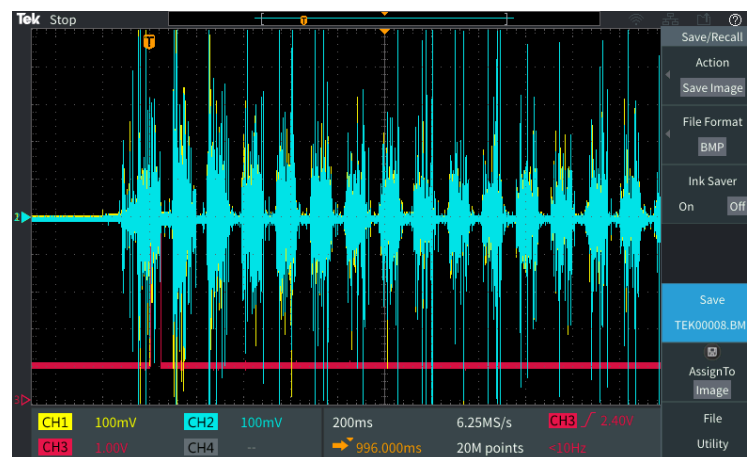 Tek Stop
T
T
?
Save/Recall
Action
Save Image
File Format
BMP
Ink Saver
On Off
2
Save
TEK00008.BM
AssignTo
Image
3
CH1 100mV CH2 100mV 200ms 6.25MS/s CH3 2.40V File
CH3 1.00V CH4 -- 996.000ms 20M points <10Hz Utility